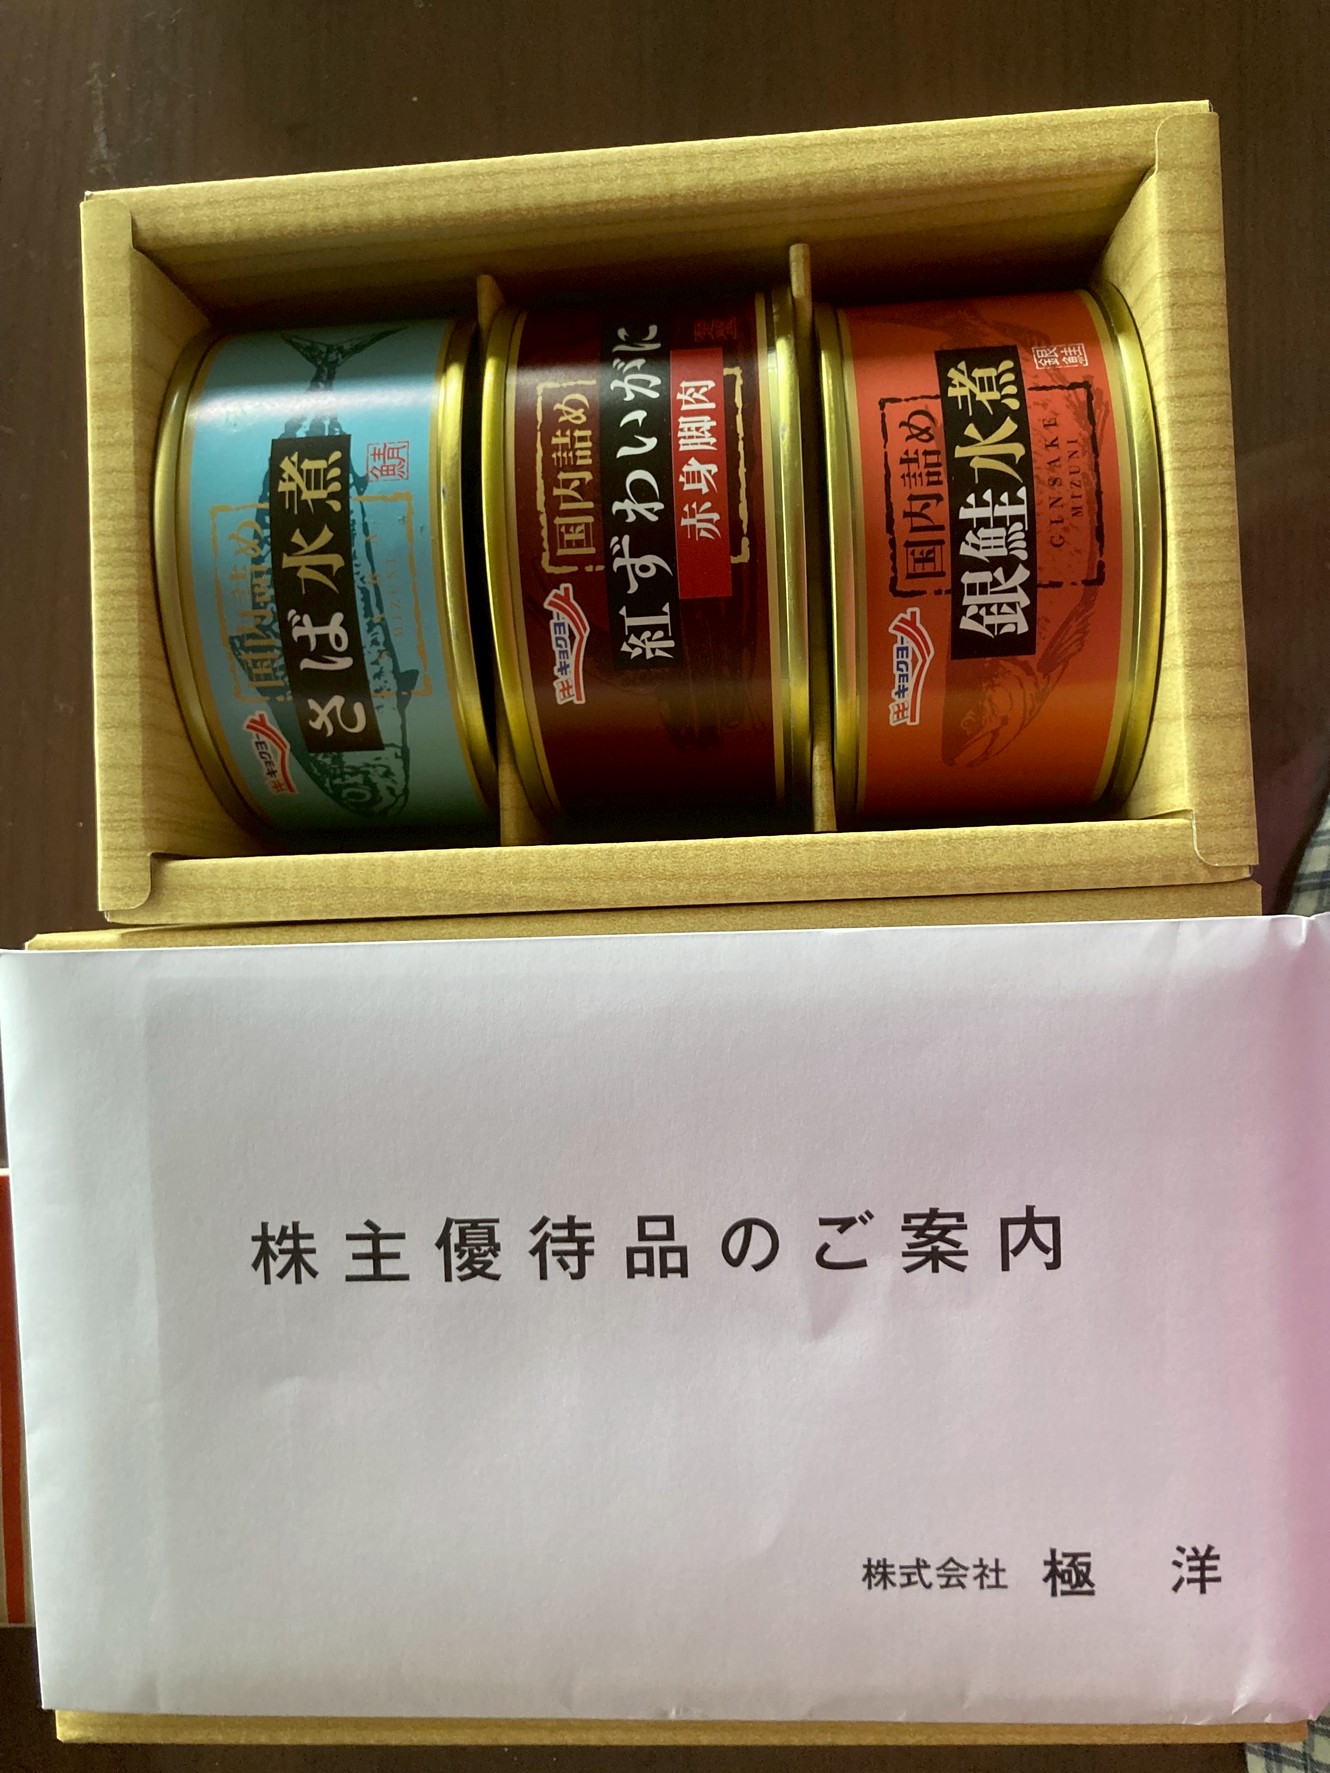 国内詰め
さば水煮
鯖
キョクヨー
国内詰め
紅ずわいがに
赤身脚肉
キョクヨー
国内詰め
銀鮭水煮
GINSAKE
MIZUNI
銀鮭
キョクヨー
株主優待品のご案内
株式会社 極 洋